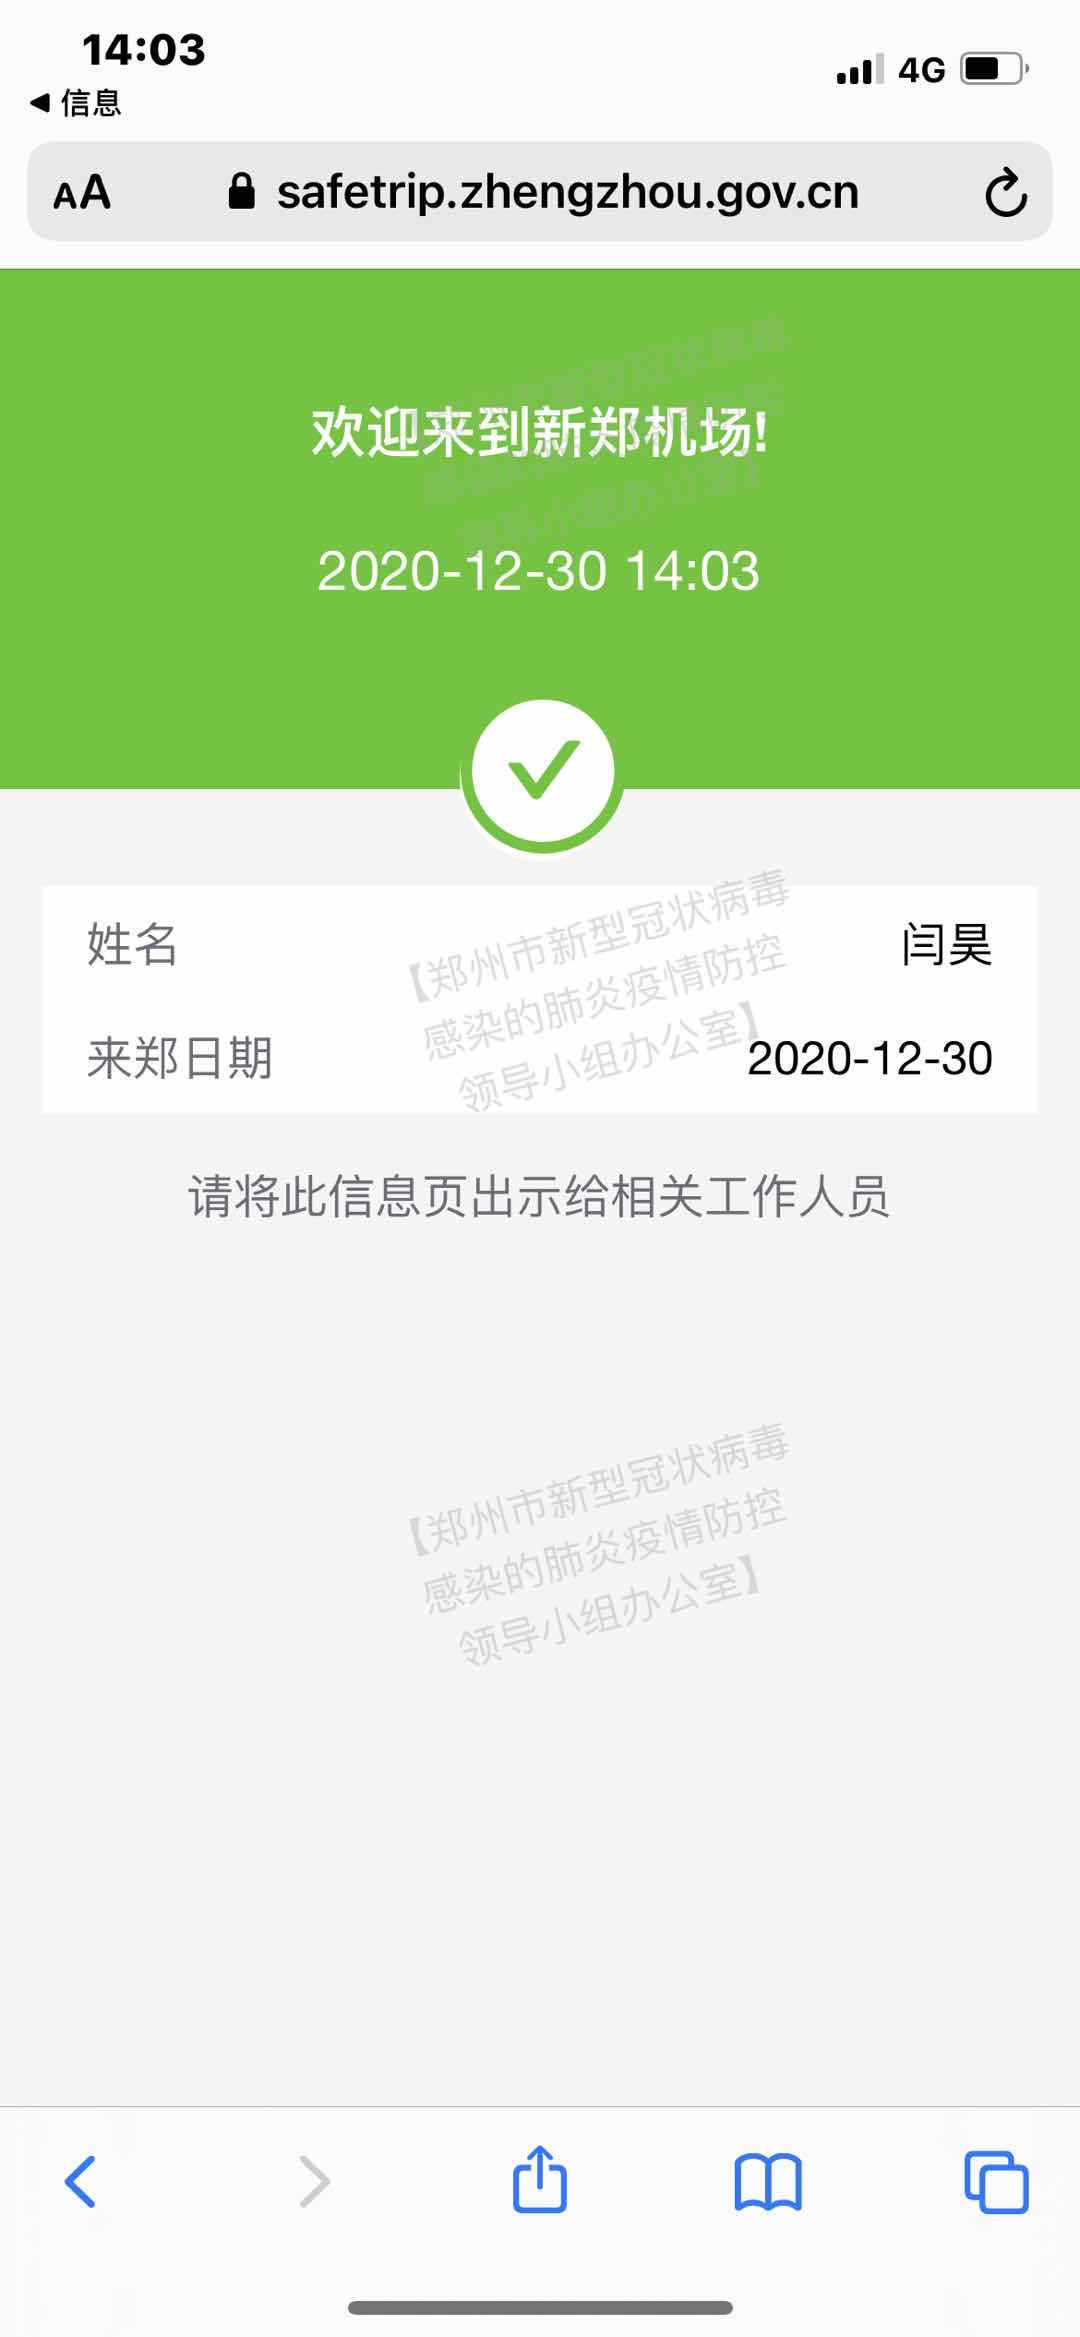 14:03
信息
4G
AA
safetrip.zhengzhou.gov.cn
欢迎来到新郑机场!
2020-12-30 14:03
姓名
闫昊
来郑日期
2020-12-30
【郑州市新型冠状病毒
感染的肺炎疫情防控
领导小组办公室】
请将此信息页出示给相关工作人员
【郑州市新型冠状病毒
感染的肺炎疫情防控
领导小组办公室】